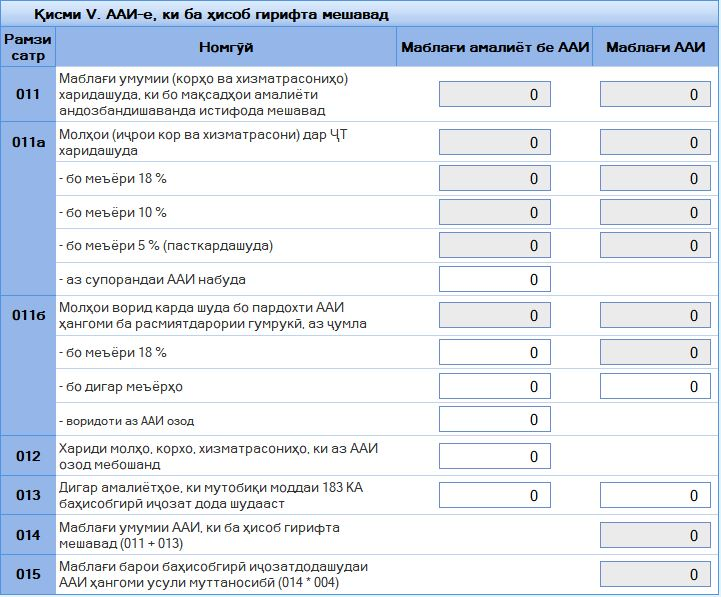 Қисми V. ААИ-е, ки ба ҳисоб гирифта мешавад
Рамзи сатр
Номгӯй
Маблағи амалиёт бе ААИ
Маблағи ААИ
011
Маблағи умумии (корҳо ва хизматрасониҳо)
харидашуда, ки бо мақсадҳои амалиёти
андозбандишаванда истифода мешавад
0
0
011а
Молҳои (иҷрои кор ва хизматрасони) дар ҶТ
харидашуда
0
0
- бо меъёри 18 %
0
0
- бо меъёри 10 %
0
0
- бо меъёри 5 % (пасткардашуда)
0
0
- аз супорандаи ААИ набуда
0
011б
Молҳои ворид карда шуда бо пардохти ААИ
ҳангоми ба расмиятдарории гумрукӣ, аз ҷумла
0
0
- бо меъёри 18 %
0
0
- бо дигар меъёрҳо
0
0
- воридоти аз ААИ озод
0
012
Хариди молҳо, корхо, хизматрасониҳо, ки аз ААИ
озод мебошанд
0
013
Дигар амалиётҳое, ки мутобиқи моддаи 183 КА
баҳисобгирӣ иҷозат дода шудааст
0
0
014
Маблағи умумии ААИ, ки ба ҳисоб гирифта
мешавад (011 + 013)
0
015
Маблағи барои баҳисобгирӣ иҷозатдодашудаи
ААИ ҳангоми усули муттаносибӣ (014 * 004)
0